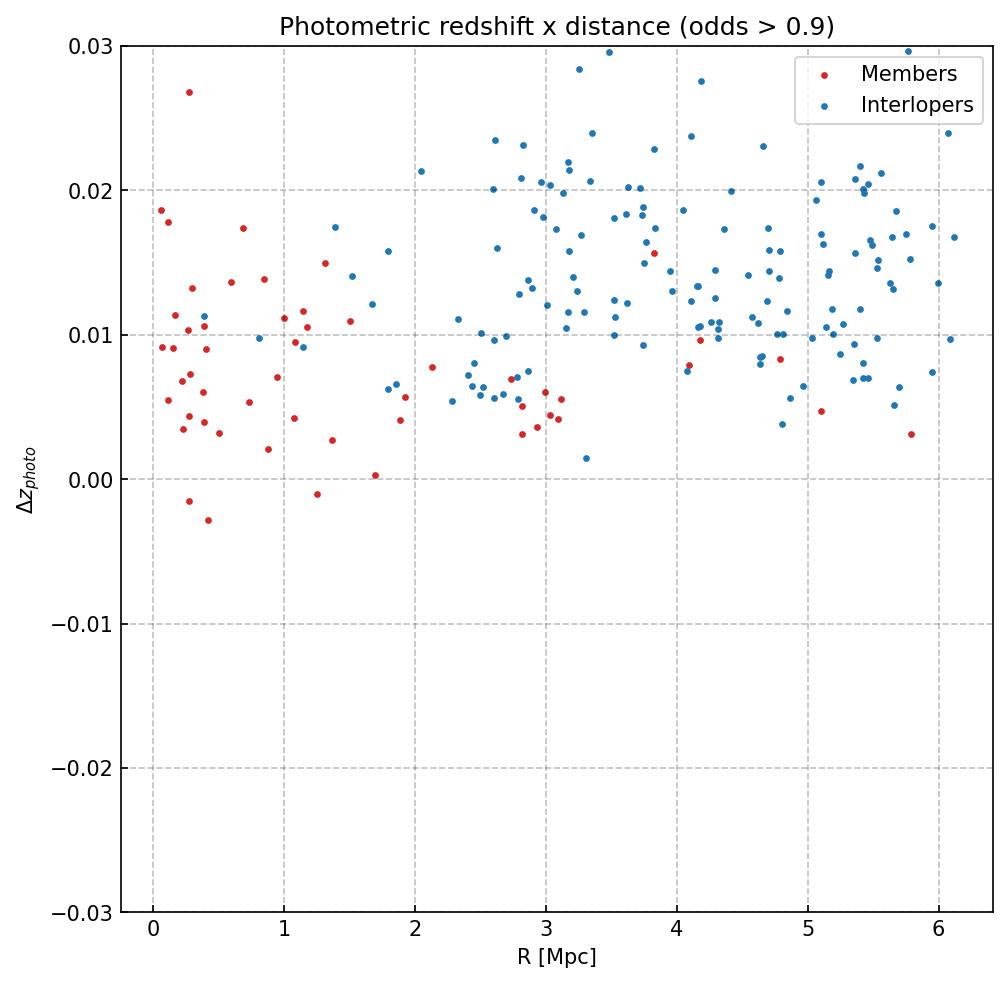 Photometric redshift x distance (odds > 0.9)
Members
Interlopers
0.03
0.02
0.01
0.00
−0.01
−0.02
−0.03
Δz_photo
0 1 2 3 4 5 6
R [Mpc]